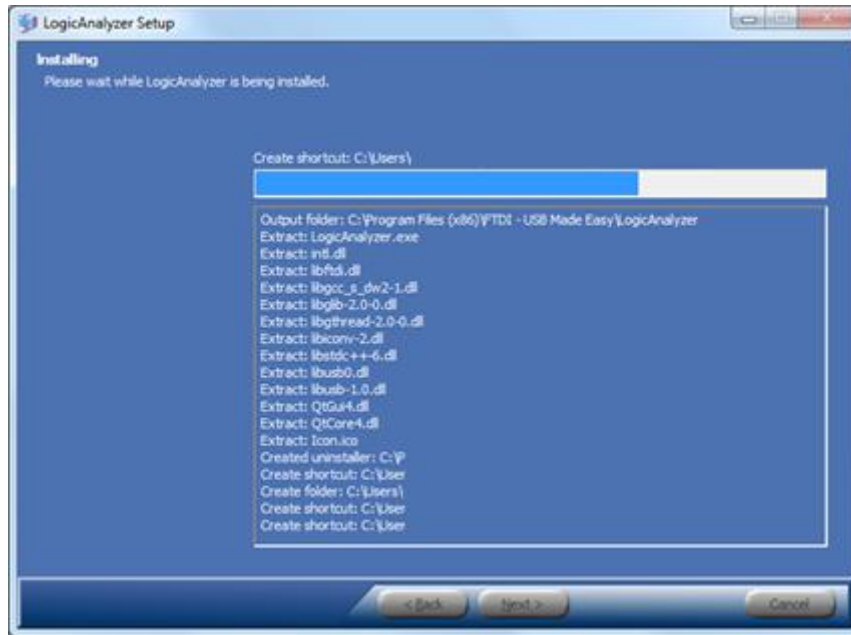 LogicAnalyzer Setup
Installing
Please wait while LogicAnalyzer is being installed.
Create shortcut: C:\Users\
Output folder: C:\Program Files (x86)\FTDI - USB Made Easy\LogicAnalyzer
Extract: LogicAnalyzer.exe
Extract: intl.dll
Extract: libftdi.dll
Extract: libgcc_s_dw2-1.dll
Extract: libglib-2.0-0.dll
Extract: libgthread-2.0-0.dll
Extract: libiconv-2.dll
Extract: libstdc++-6.dll
Extract: libusb0.dll
Extract: libusb-1.0.dll
Extract: QtGui4.dll
Extract: QtCore4.dll
Extract: Icon.ico
Created uninstaller: C:\P
Create shortcut: C:\User
Create folder: C:\Users\
Create shortcut: C:\User
Create shortcut: C:\User
< Back
Next >
Cancel